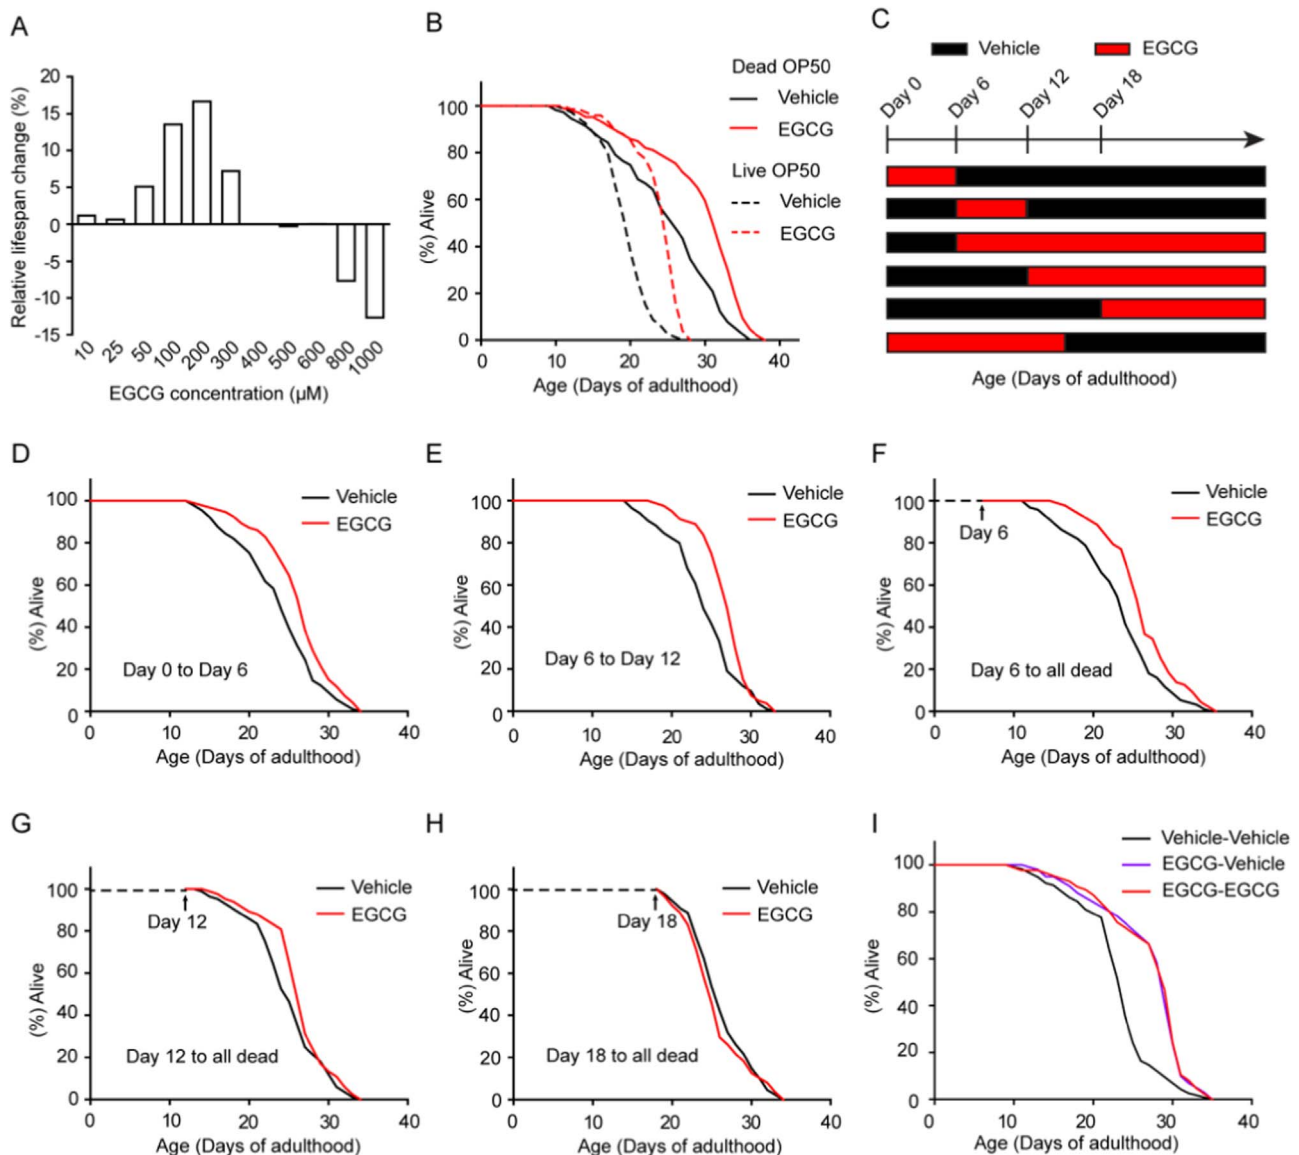 A
Relative lifespan change (%)
20
15
10
5
0
-5
-10
-15
10 25 50 100 200 300 400 500 600 800 1000
EGCG concentration (μM)
B
Dead OP50
Vehicle
EGCG
Live OP50
Vehicle
EGCG
(%) Alive
100
80
60
40
20
0
0 10 20 30 40
Age (Days of adulthood)
C
Vehicle EGCG
Day 0 Day 6 Day 12 Day 18
Age (Days of adulthood)
D
Vehicle
EGCG
(%) Alive
100
80
60
40
20
0
Day 0 to Day 6
0 10 20 30 40
Age (Days of adulthood)
E
Vehicle
EGCG
(%) Alive
100
80
60
40
20
0
Day 6 to Day 12
0 10 20 30 40
Age (Days of adulthood)
F
Vehicle
EGCG
Day 6
(%) Alive
100
80
60
40
20
0
Day 6 to all dead
0 10 20 30 40
Age (Days of adulthood)
G
Vehicle
EGCG
Day 12
(%) Alive
100
80
60
40
20
0
Day 12 to all dead
0 10 20 30 40
Age (Days of adulthood)
H
Vehicle
EGCG
Day 18
(%) Alive
100
80
60
40
20
0
Day 18 to all dead
0 10 20 30 40
Age (Days of adulthood)
I
Vehicle-Vehicle
EGCG-Vehicle
EGCG-EGCG
(%) Alive
100
80
60
40
20
0
0 10 20 30 40
Age (Days of adulthood)